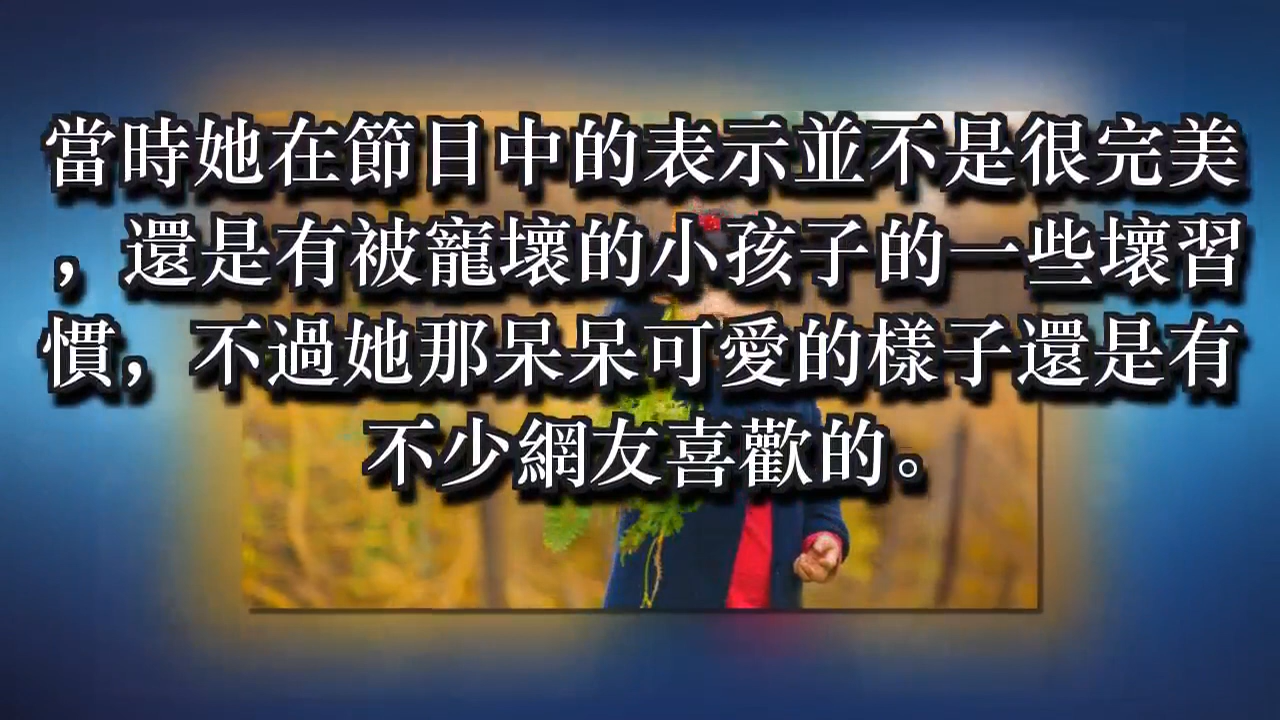 當時她在節目中的表示並不是很完美
，還是有被寵壞的小孩子的一些壞習
慣，不過她那呆呆可愛的樣子還是有
不少網友喜歡的。